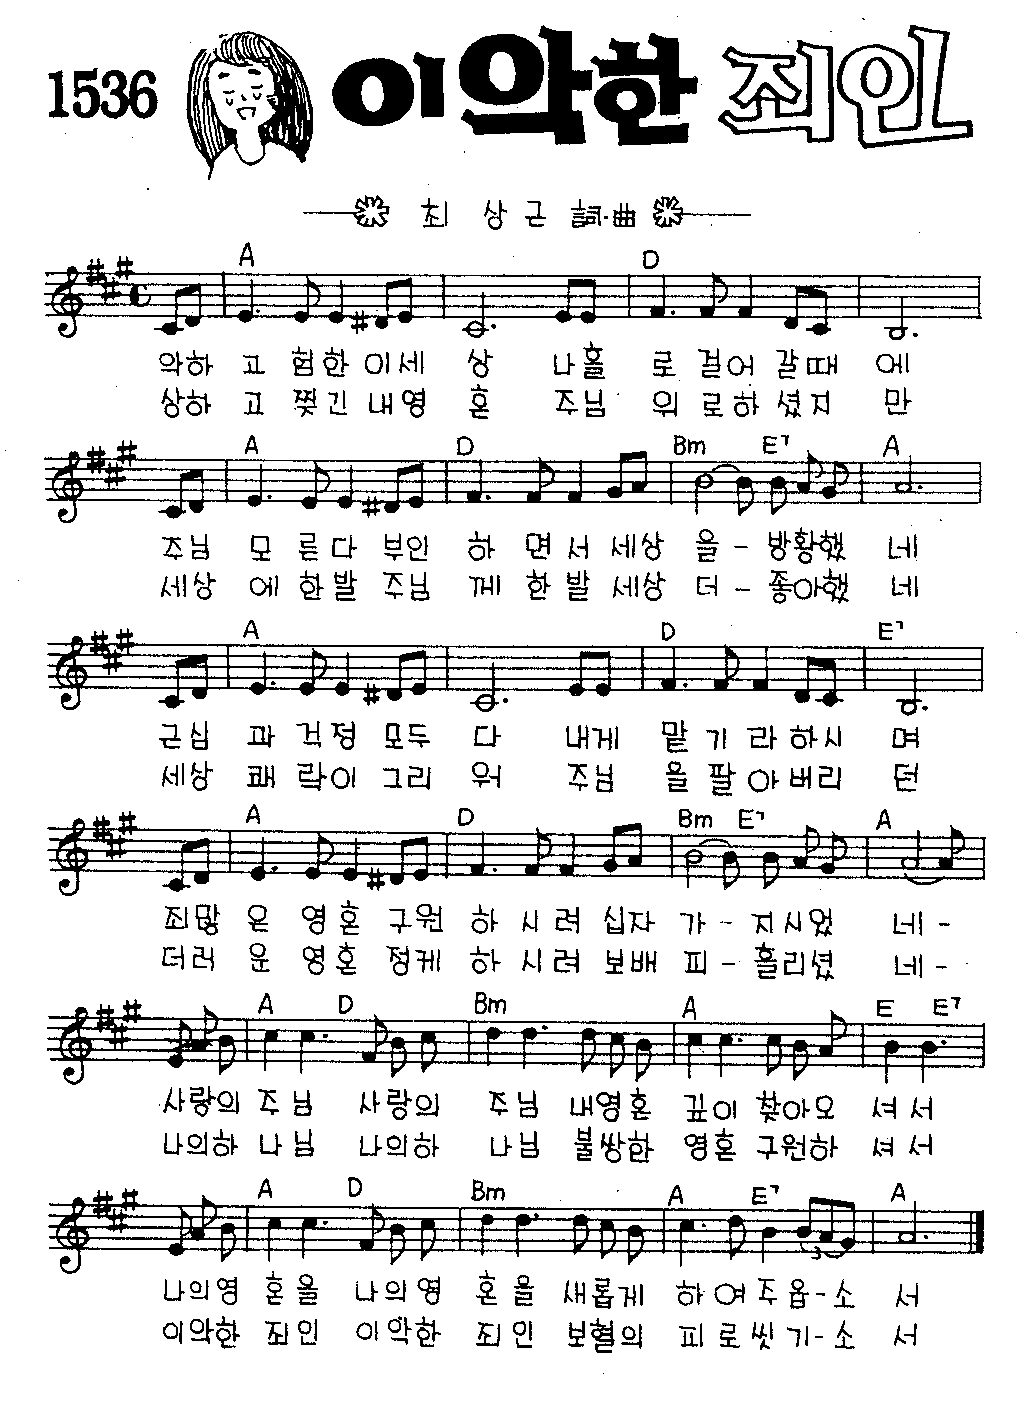 1536 이악한 죄인
최 상 근 詞·曲
A D
악하 고 험한 이세 상 나홀 로 걸어 갈때 에
상하 고 찢긴 내영 혼 주님 위 로하 셨지 만
A D Bm E7 A
주님 모 른다 부인 하 면서 세상 을 - 방황했 네
세상 에 한발 주님 께 한발 세상 더 - 좋아했 네
A D E7
근심 과 걱정 모두 다 내게 맡 기 라 하시 며
세상 쾌 락이 그리 워 주님 을 팔 아 버리 던
A D Bm E7 A
죄많 은 영혼 구원 하 시려 십자 가 - 지시었 네 -
더러 운 영혼 정케 하 시려 보배 피 - 흘리셨 네 -
A D Bm A E E7
사랑의 주 님 사랑의 주님 내영혼 깊이 찾아오 셔서
나의하 나 님 나의하 나님 불쌍한 영혼 구원하 셔서
A D Bm A E7 A
나의영 혼을 나의영 혼을 새롭게 하여주옵-소 서
3
이악한 죄인 이악한 죄인 보혈의 피로씻기-소 서